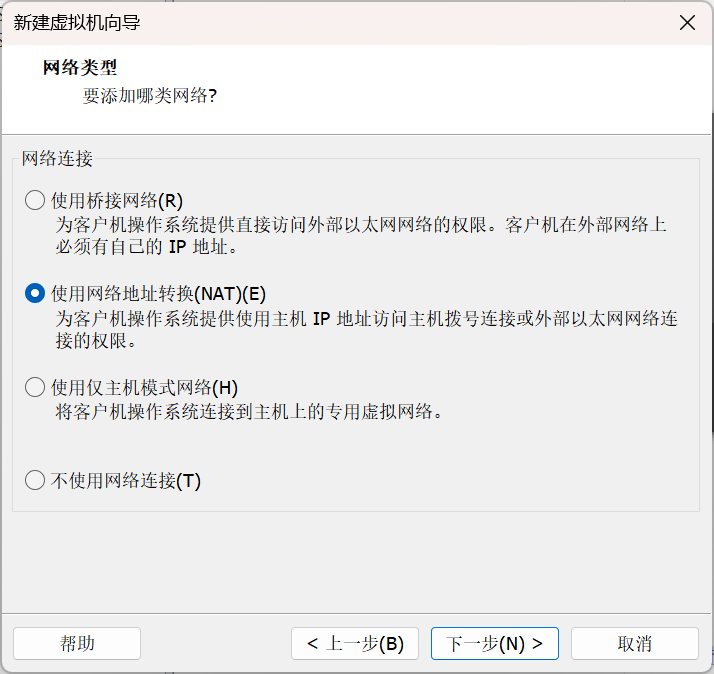 新建虚拟机向导
网络类型
要添加哪类网络?
网络连接
使用桥接网络(R)
为客户机操作系统提供直接访问外部以太网网络的权限。客户机在外部网络上
必须有自己的 IP 地址。
使用网络地址转换(NAT)(E)
为客户机操作系统提供使用主机 IP 地址访问主机拨号连接或外部以太网网络连
接的权限。
使用仅主机模式网络(H)
将客户机操作系统连接到主机上的专用虚拟网络。
不使用网络连接(T)
帮助
< 上一步(B)
下一步(N) >
取消